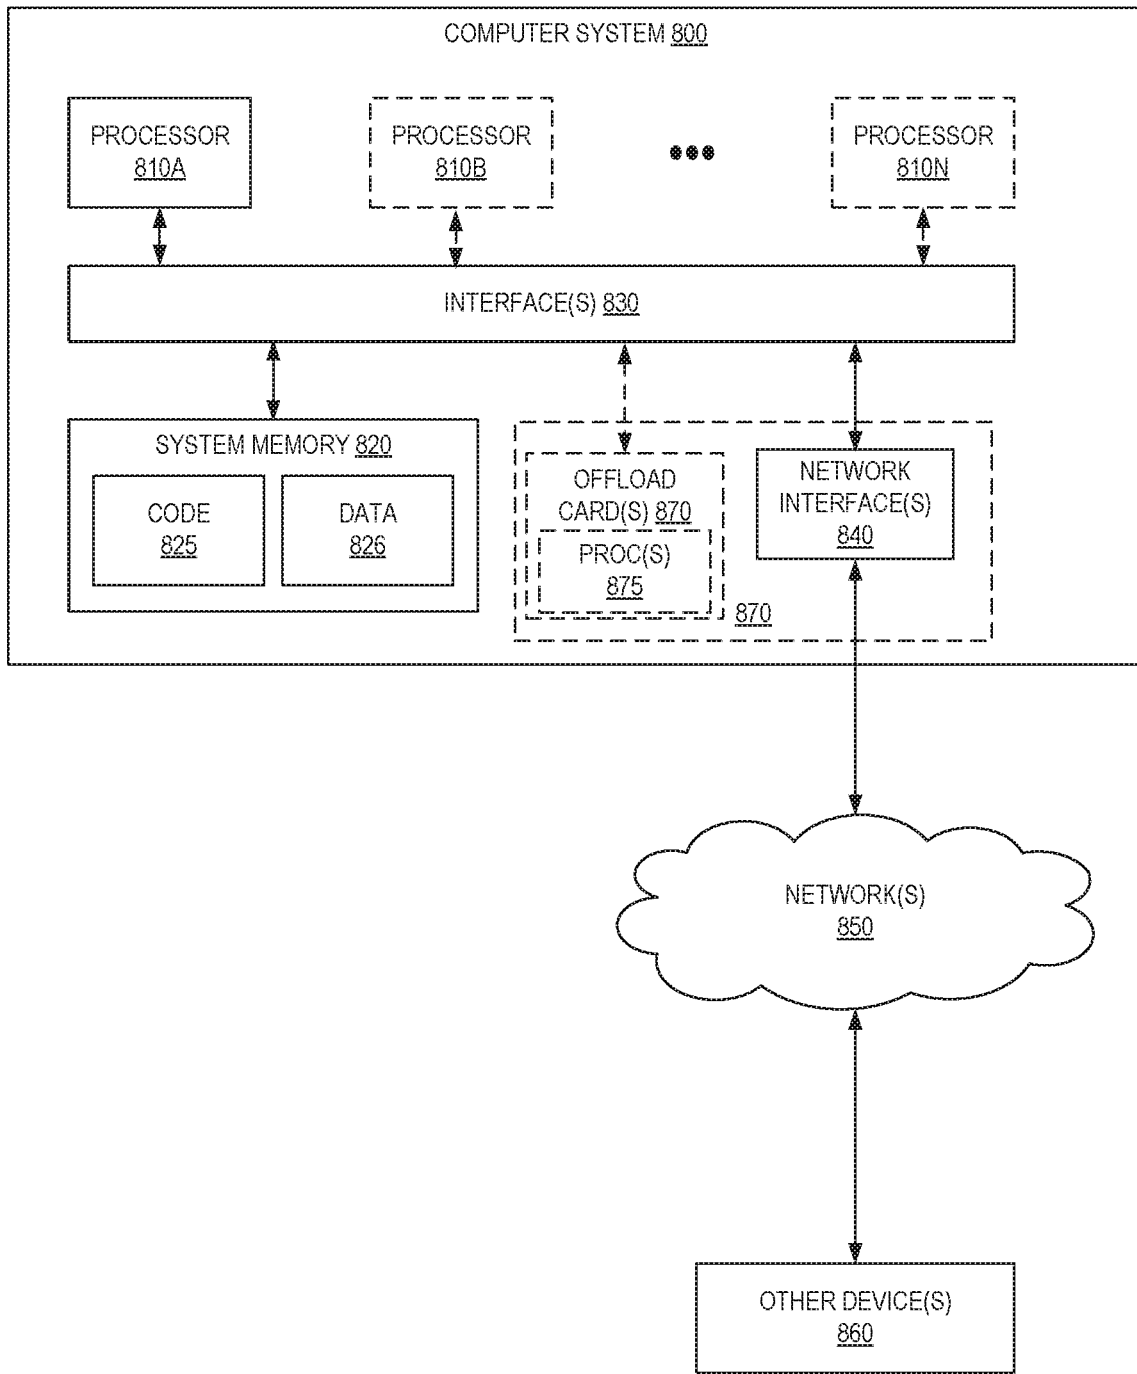 COMPUTER SYSTEM 800
PROCESSOR
810A
PROCESSOR
810B
PROCESSOR
810N
INTERFACE(S) 830
SYSTEM MEMORY 820
CODE
825
DATA
826
OFFLOAD
CARD(S) 870
PROC(S)
875
870
NETWORK
INTERFACE(S)
840
NETWORK(S)
850
OTHER DEVICE(S)
860